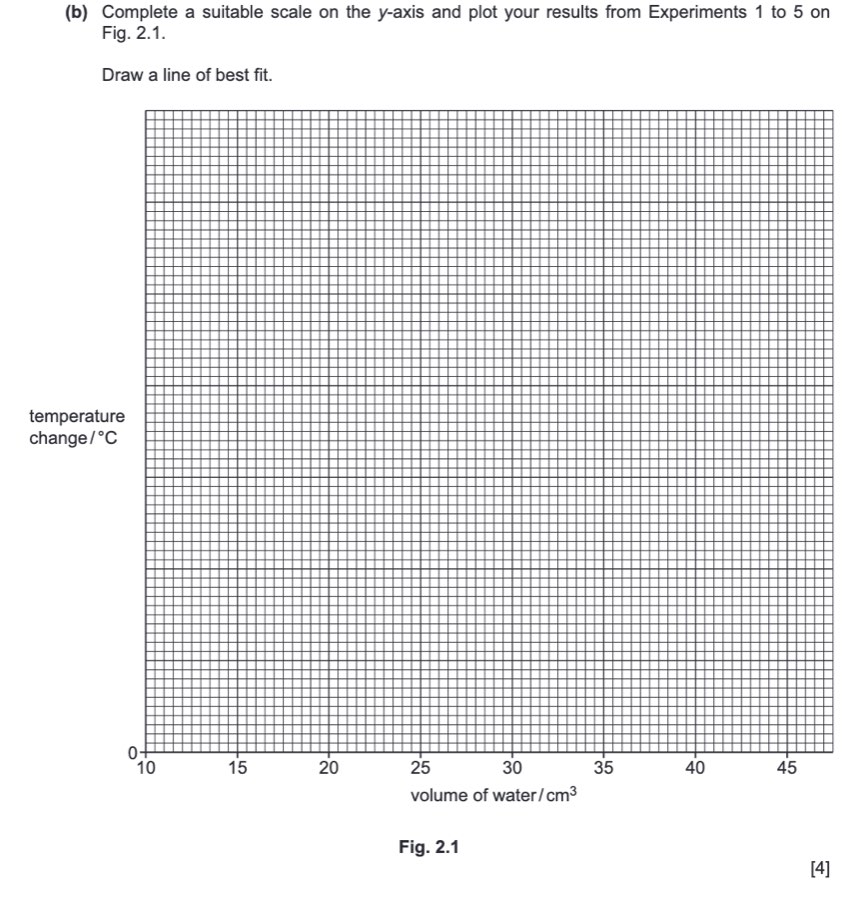 (b) Complete a suitable scale on the y-axis and plot your results from Experiments 1 to 5 on
Fig. 2.1.
Draw a line of best fit.
temperature
change / °C
0
10 15 20 25 30 35 40 45
volume of water / cm³
Fig. 2.1
[4]